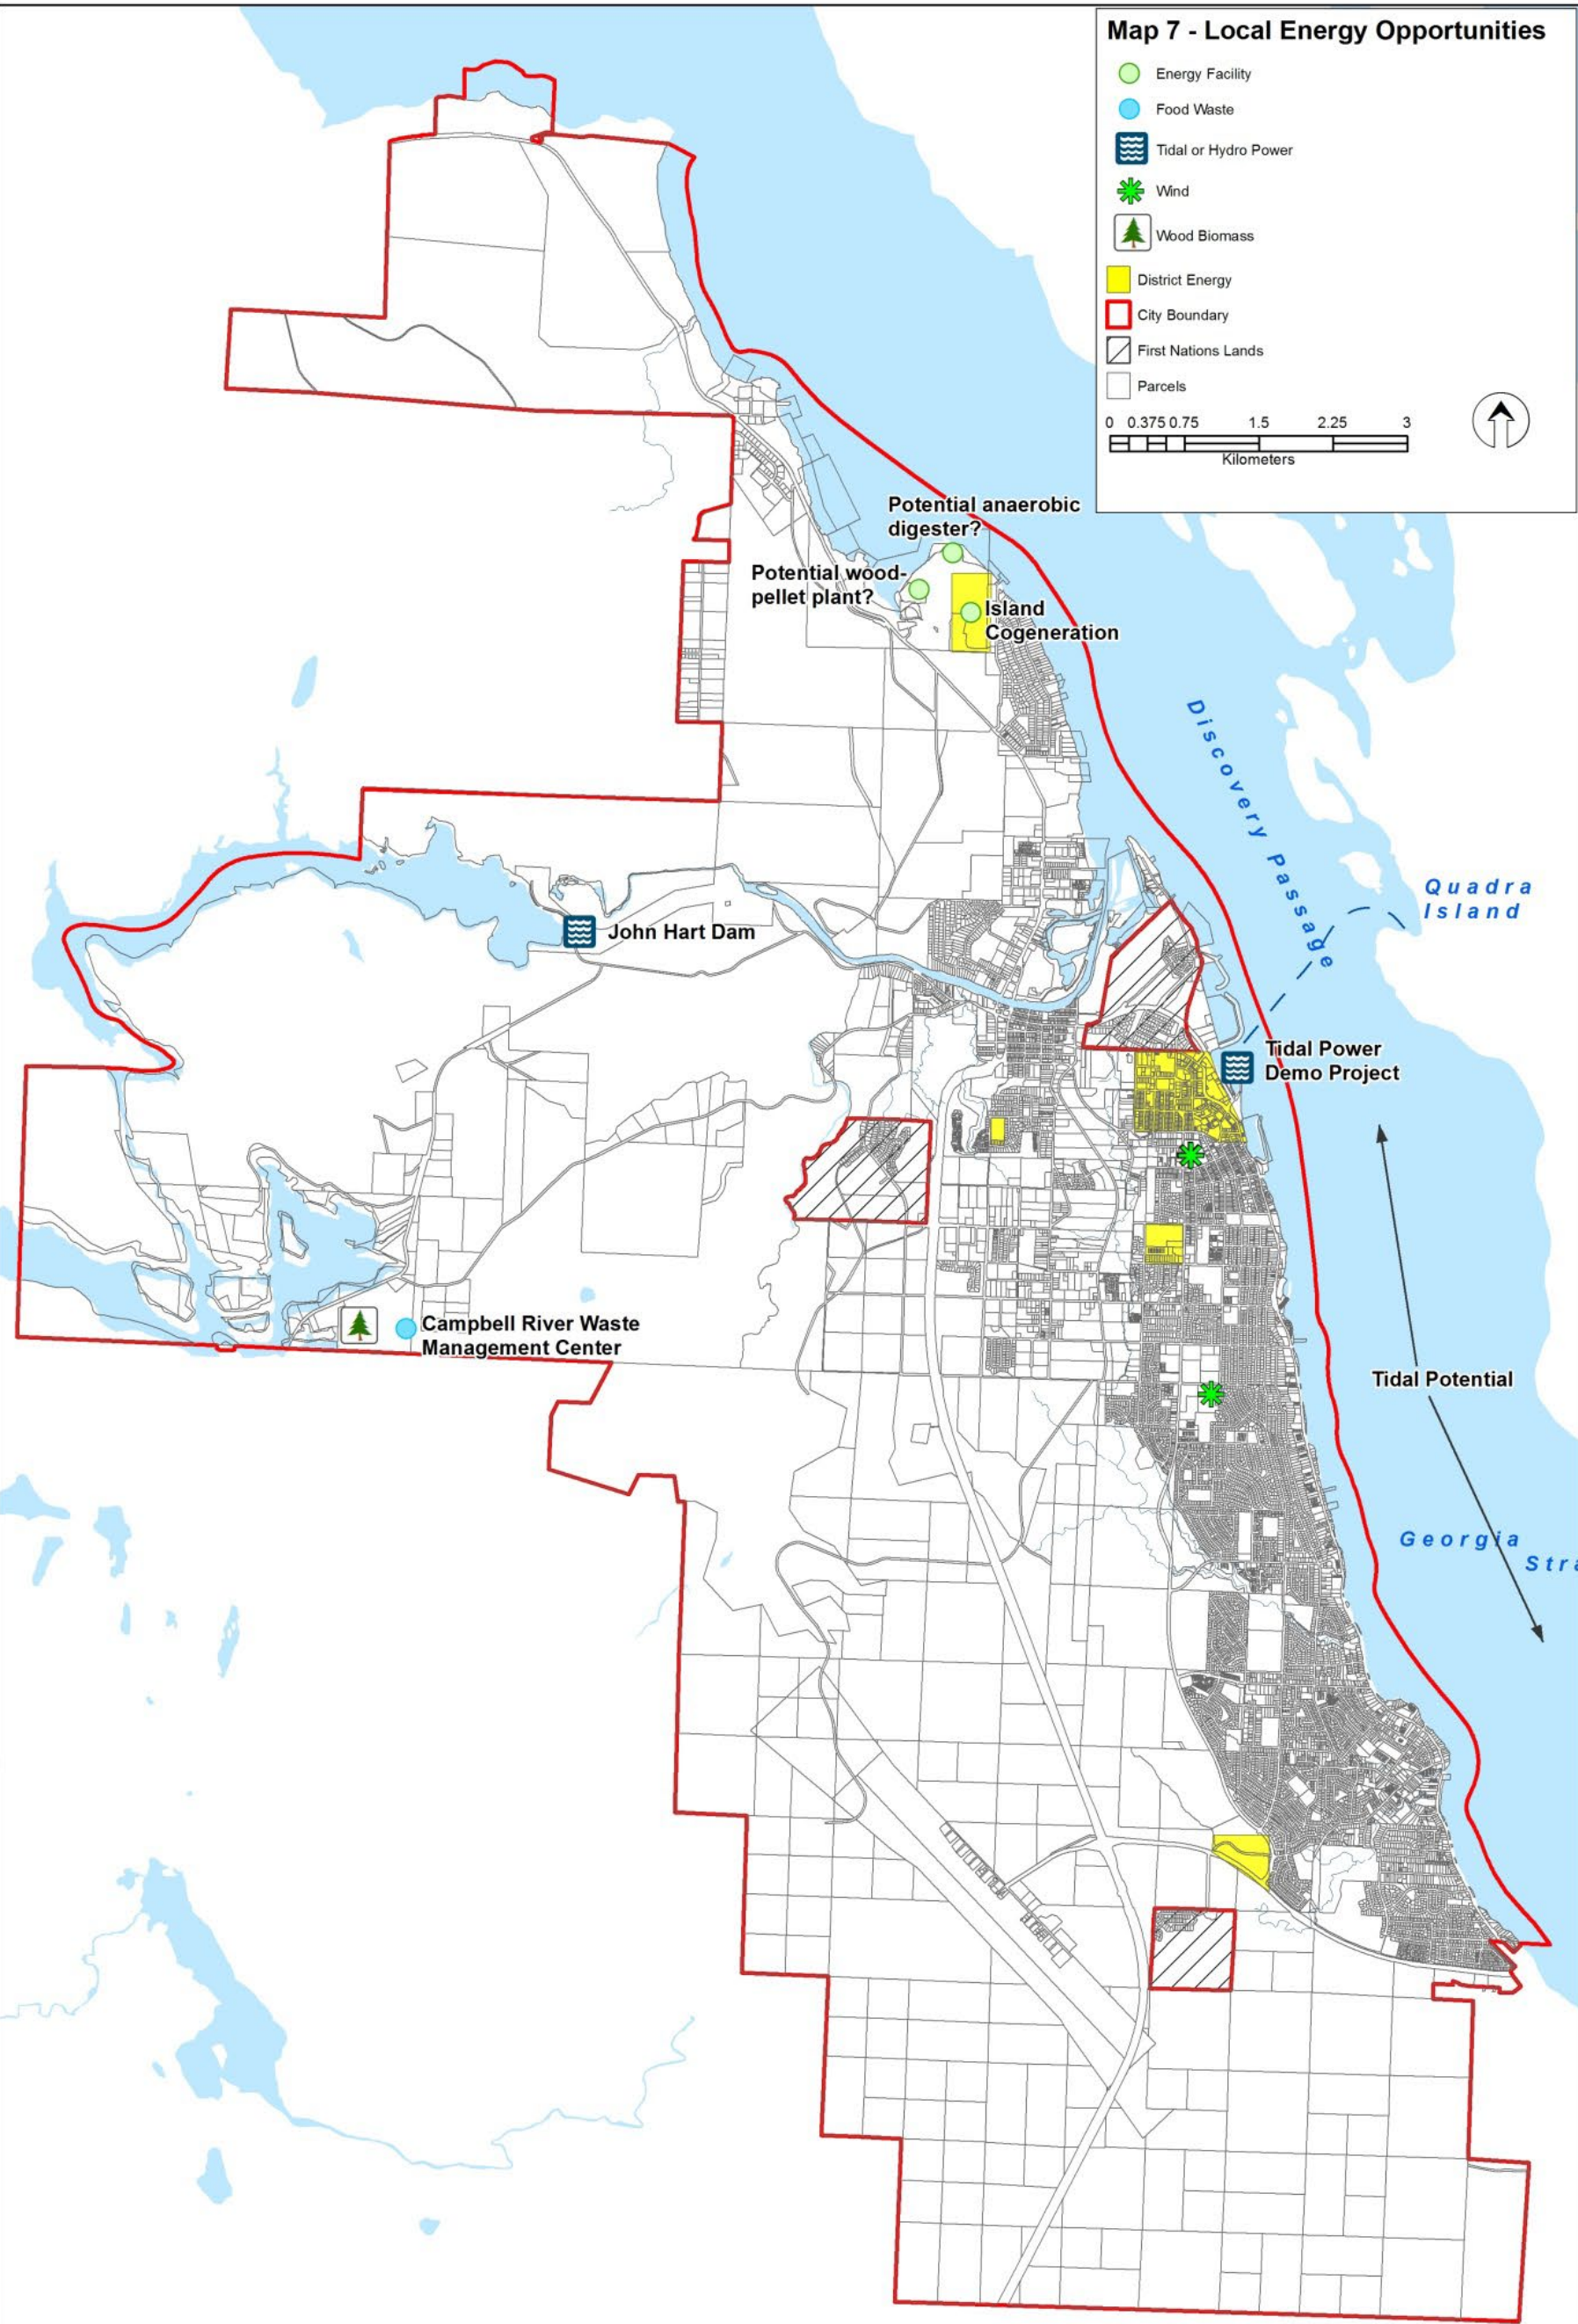 Map 7 - Local Energy Opportunities
Energy Facility
Food Waste
Tidal or Hydro Power
Wind
Wood Biomass
District Energy
City Boundary
First Nations Lands
Parcels
0 0.375 0.75 1.5 2.25 3
Kilometers
Potential anaerobic
digester?
Potential wood-
pellet plant?
Island
Cogeneration
Discovery Passage
Quadra
Island
John Hart Dam
Tidal Power
Demo Project
Campbell River Waste
Management Center
Tidal Potential
Georgia
Stra